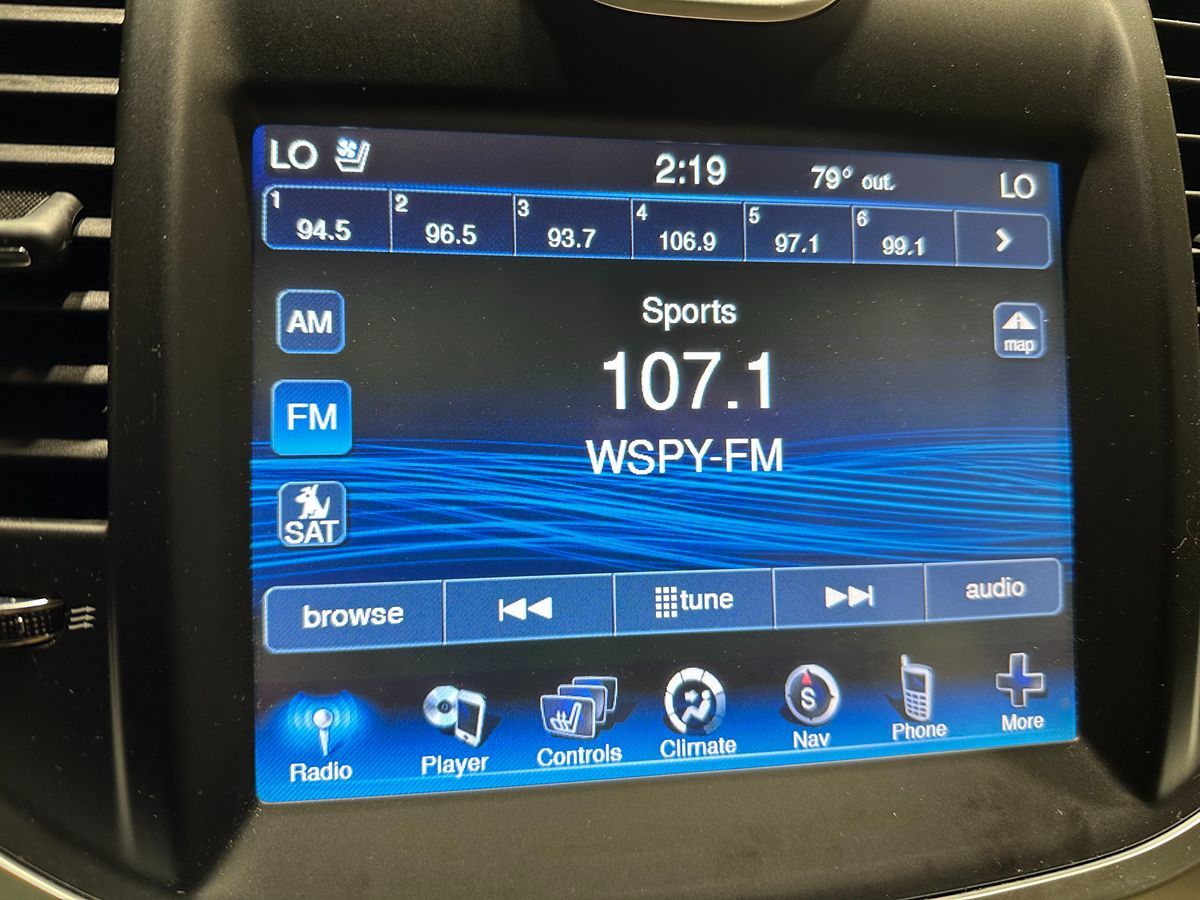 LO 2:19 79° out. LO
1 94.5 2 96.5 3 93.7 4 106.9 5 97.1 6 99.1
AM
Sports
map
107.1
FM
WSPY-FM
SAT
browse tune audio
S
Radio Player Controls Climate Nav Phone More